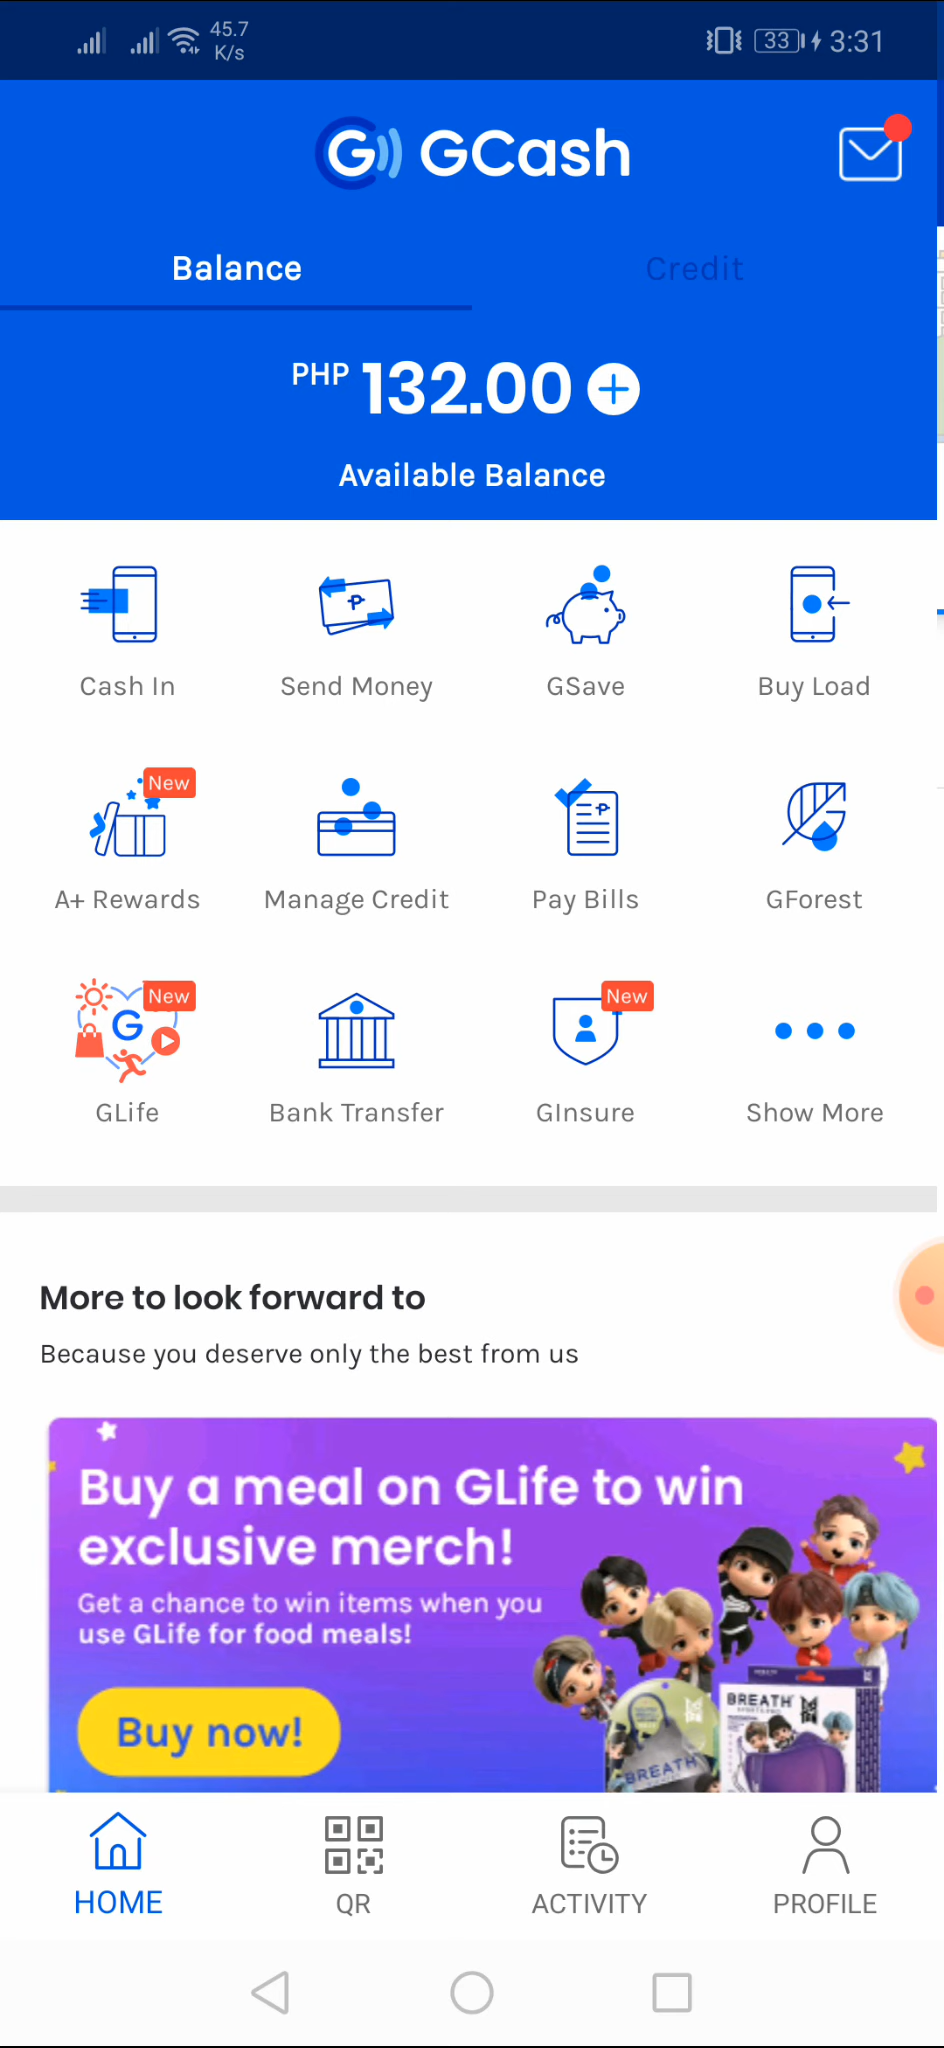 45.7
K/s
33
3:31
GCash
Balance
Credit
PHP 132.00
Available Balance
Cash In
Send Money
GSave
Buy Load
New
A+ Rewards
Manage Credit
Pay Bills
GForest
New
New
GLife
Bank Transfer
GInsure
Show More
More to look forward to
Because you deserve only the best from us
Buy a meal on GLife to win
exclusive merch!
Get a chance to win items when you
use GLife for food meals!
Buy now!
BREATH
BREATH
HOME
QR
ACTIVITY
PROFILE